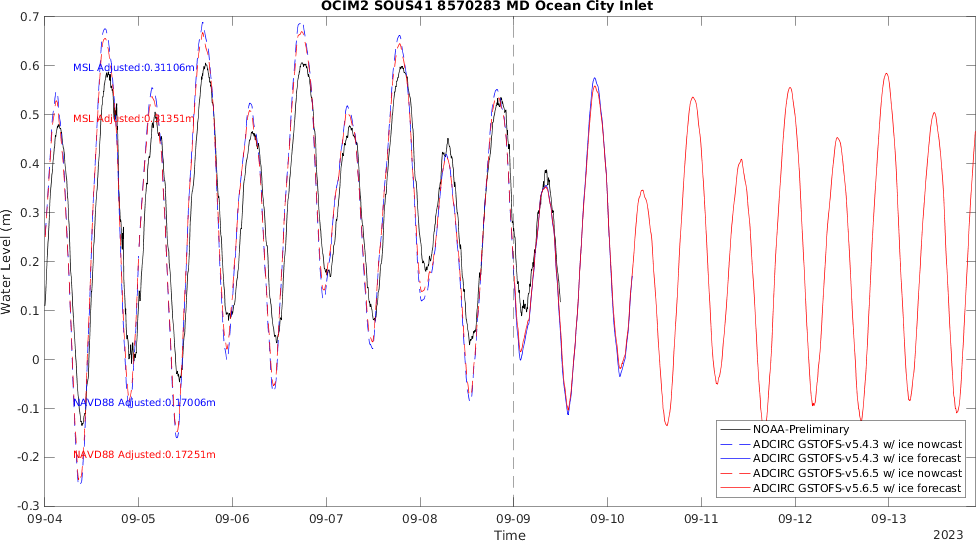 OCIM2 SOUS41 8570283 MD Ocean City Inlet
0.7
0.6
0.5
0.4
0.3
0.2
0.1
0
-0.1
-0.2
-0.3
Water Level (m)
MSL Adjusted:0.31106m
MSL Adjusted:0.31351m
NAVD88 Adjusted:0.17006m
NAVD88 Adjusted:0.17251m
NOAA-Preliminary
ADCIRC GSTOFS-v5.4.3 w/ ice nowcast
ADCIRC GSTOFS-v5.4.3 w/ ice forecast
ADCIRC GSTOFS-v5.6.5 w/ ice nowcast
ADCIRC GSTOFS-v5.6.5 w/ ice forecast
09-04 09-05 09-06 09-07 09-08 09-09 09-10 09-11 09-12 09-13
Time
2023